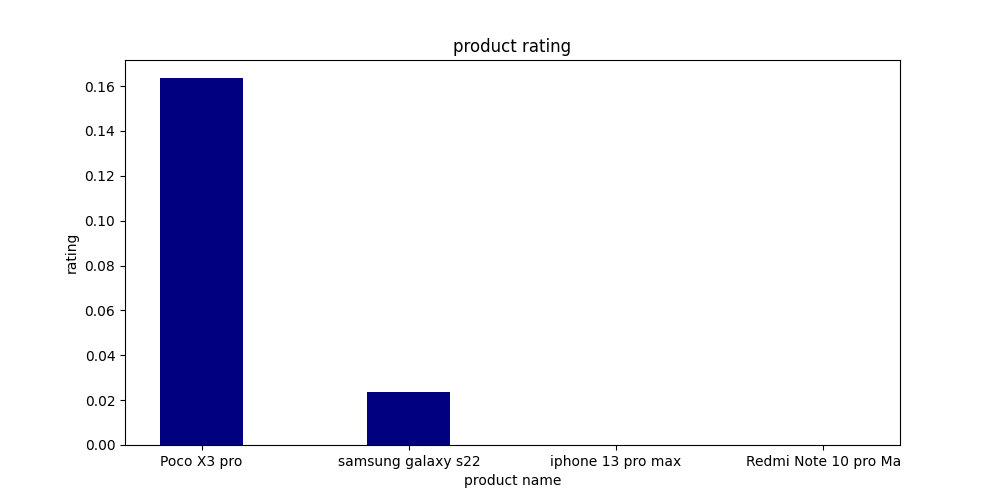 product rating
0.16
0.14
0.12
0.10
0.08
0.06
0.04
0.02
0.00
rating
Poco X3 pro samsung galaxy s22 iphone 13 pro max Redmi Note 10 pro Ma
product name